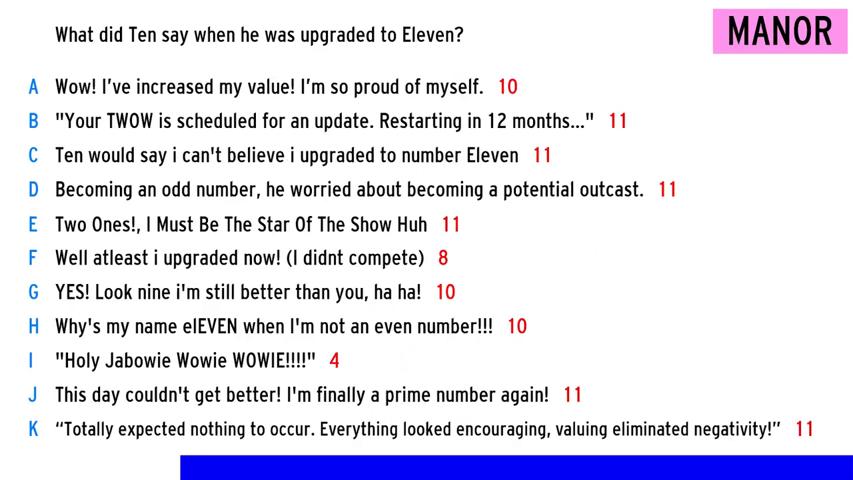 What did Ten say when he was upgraded to Eleven?
MANOR
A Wow! I've increased my value! I'm so proud of myself. 10
B "Your TWOW is scheduled for an update. Restarting in 12 months..." 11
C Ten would say i can't believe i upgraded to number Eleven 11
D Becoming an odd number, he worried about becoming a potential outcast. 11
E Two Ones!, I Must Be The Star Of The Show Huh 11
F Well atleast i upgraded now! (I didnt compete) 8
G YES! Look nine i'm still better than you, ha ha! 10
H Why's my name elEVEN when I'm not an even number!!! 10
I "Holy Jabowie Wowie WOWIE!!!!" 4
J This day couldn't get better! I'm finally a prime number again! 11
K “Totally expected nothing to occur. Everything looked encouraging, valuing eliminated negativity!” 11